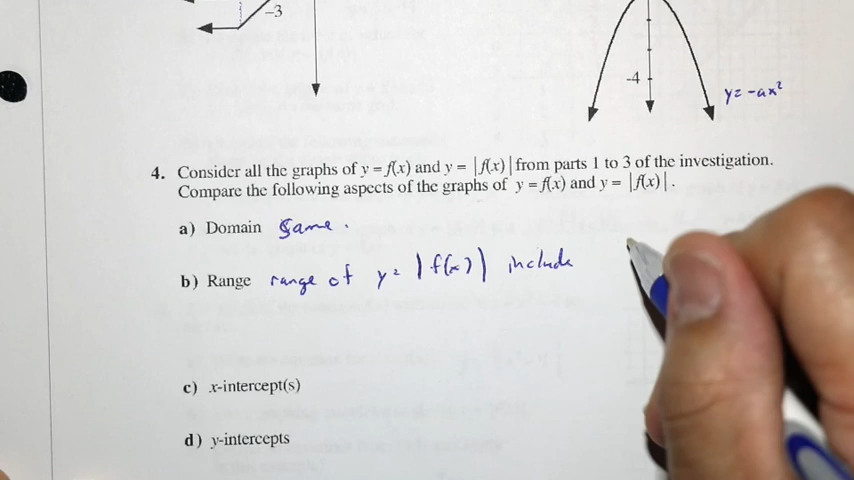 -3
-4
y = -ax²
4. Consider all the graphs of y = f(x) and y = |f(x)| from parts 1 to 3 of the investigation.
Compare the following aspects of the graphs of y = f(x) and y = |f(x)|.
a) Domain same.
b) Range range of y = |f(x)| include
c) x-intercept(s)
d) y-intercepts